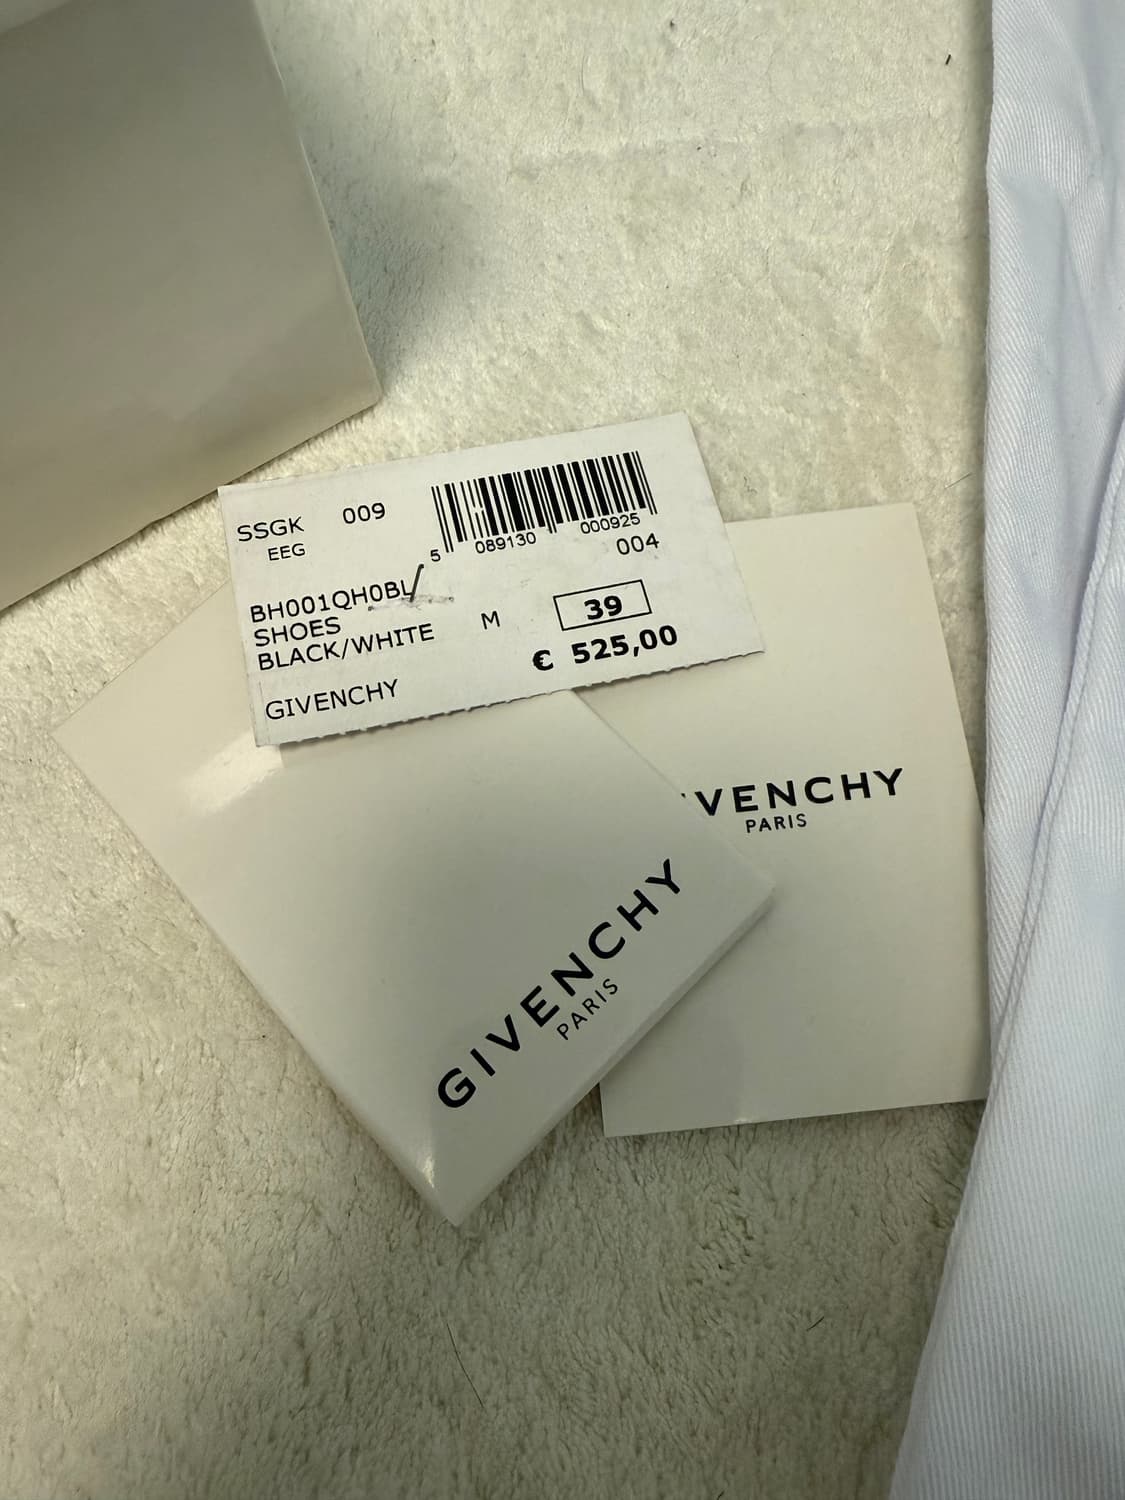 SSGK 009
EEG
5 089130 000925
004
BH001QH0BL
SHOES
BLACK/WHITE M 39
€ 525,00
GIVENCHY
VENCHY
PARIS
GIVENCHY
PARIS